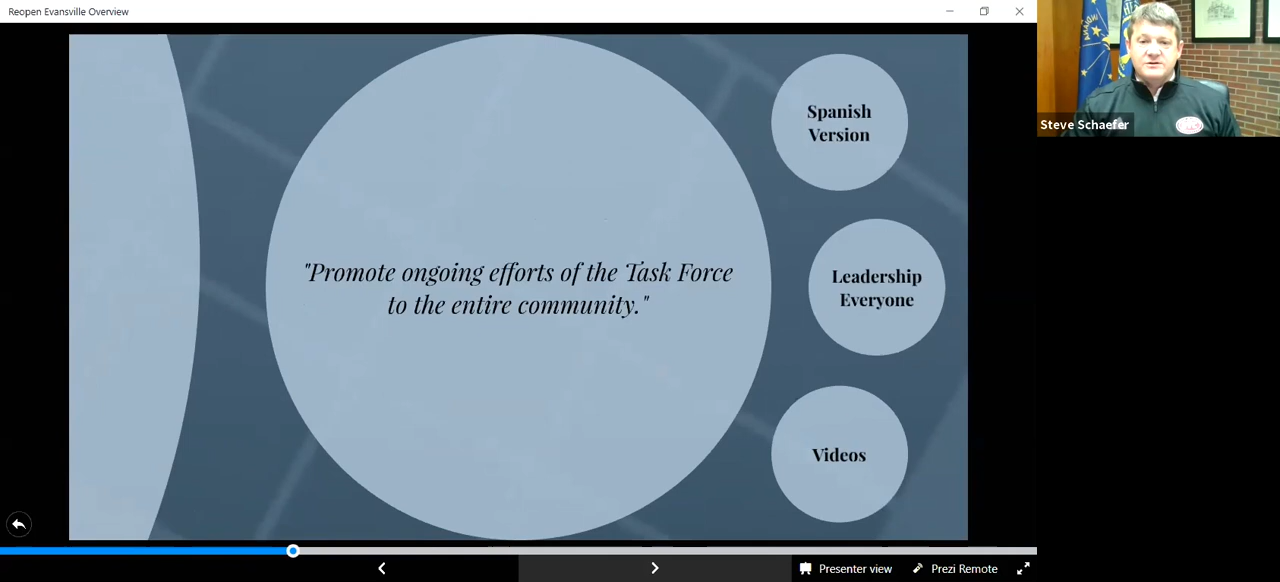 Reopen Evansville Overview
"Promote ongoing efforts of the Task Force
to the entire community."
Spanish
Version
Leadership
Everyone
Videos
INDIANA
Steve Schaefer
Presenter view
Prezi Remote